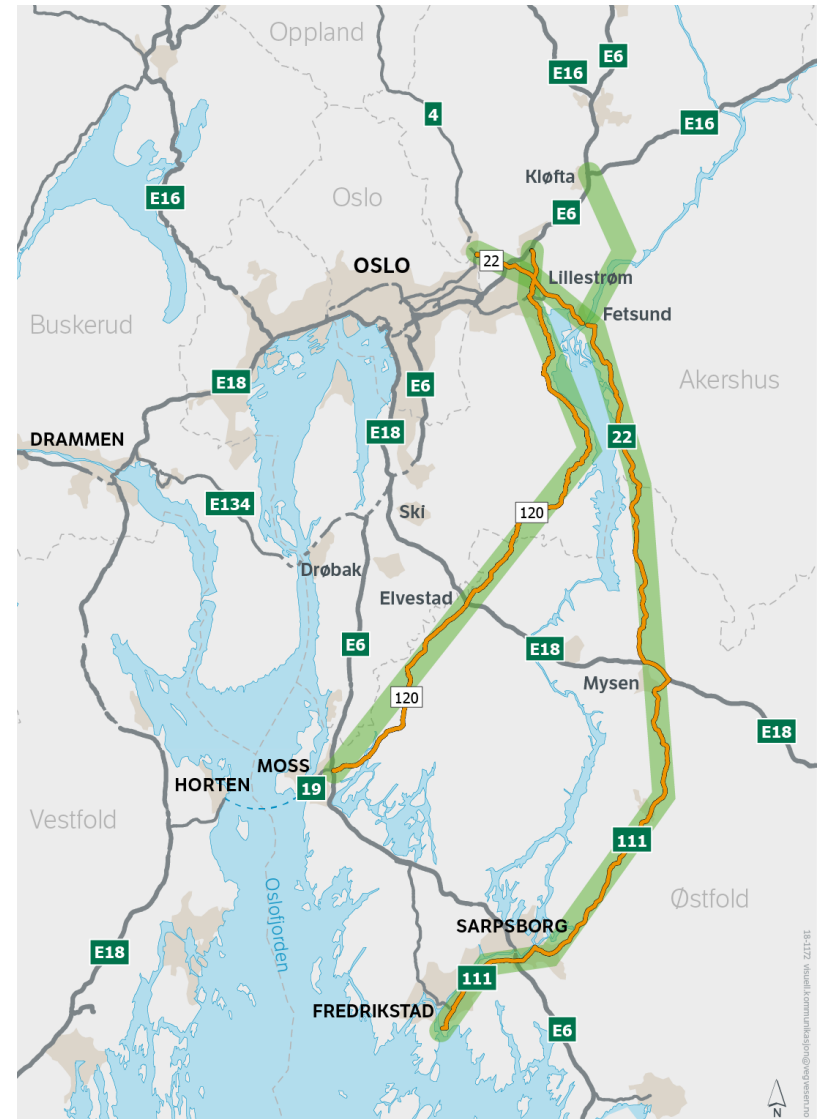 Oppland
E6
E16
4
E16
Kløfta
E16
Oslo
E6
22
OSLO
Lillestrøm
Fetsund
Buskerud
E18
E6
Akershus
E18
22
DRAMMEN
E134
Ski
120
Drøbak
Elvestad
E6
E18
Mysen
120
E18
MOSS
HORTEN
19
Vestfold
111
Oslofjorden
Østfold
SARPSBORG
E18
111
FREDRIKSTAD
E6
18-1172 visuell.kommunikasjon@vegvesen.no
N